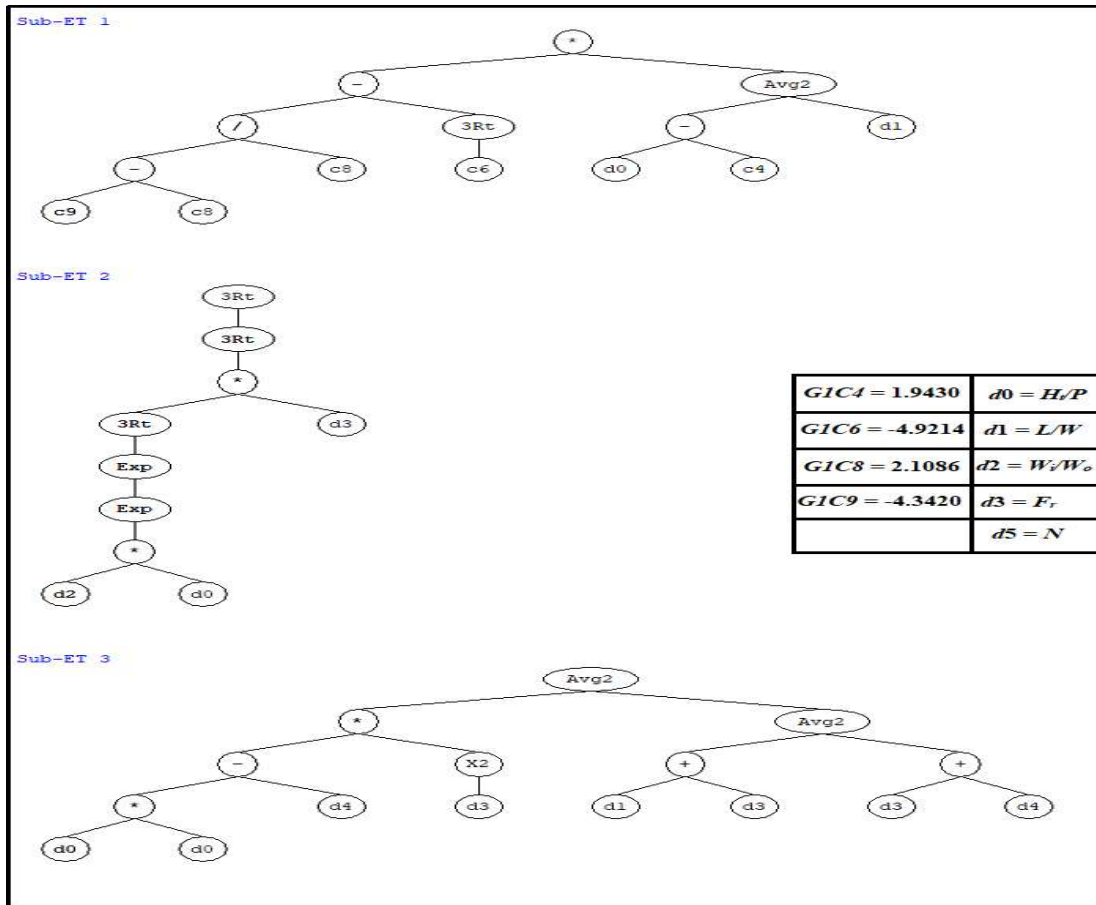 Sub-ET 1
*
- Avg2
/ 3Rt - d1
- c8 c6 d0 c4
c9 c8
Sub-ET 2
3Rt
3Rt
*
3Rt d3
Exp
Exp
*
d2 d0
G1C4 = 1.9430 d0 = Hₜ/P
G1C6 = -4.9214 d1 = L/W
G1C8 = 2.1086 d2 = Wᵢ/Wₒ
G1C9 = -4.3420 d3 = Fᵣ
d5 = N
Sub-ET 3
Avg2
* Avg2
- X2 + +
* d4 d3 d1 d3 d3 d4
d0 d0